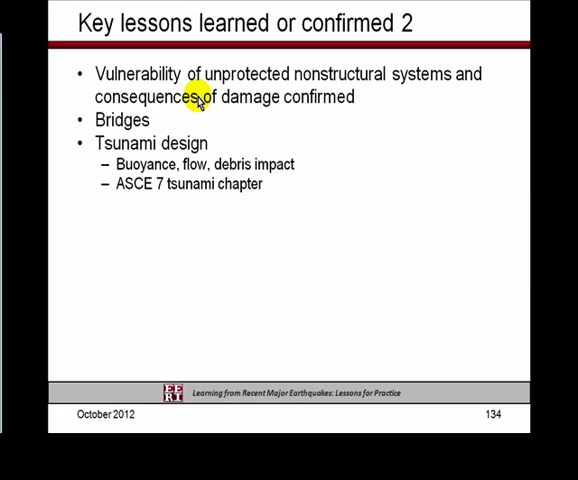 Key lessons learned or confirmed 2
• Vulnerability of unprotected nonstructural systems and
consequences of damage confirmed
• Bridges
• Tsunami design
– Buoyance, flow, debris impact
– ASCE 7 tsunami chapter
EE
RI
Learning from Recent Major Earthquakes: Lessons for Practice
October 2012
134